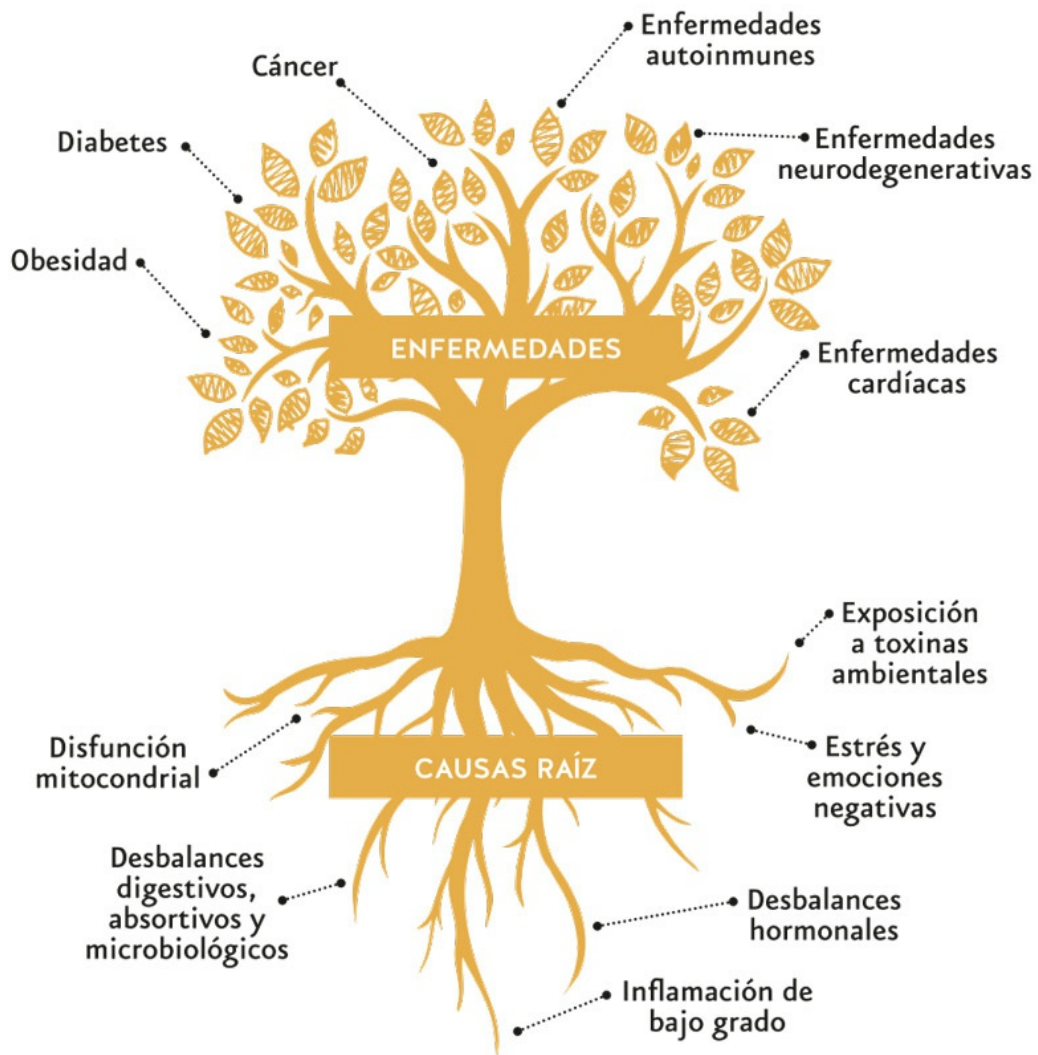 Enfermedades
autoinmunes
Cáncer
Diabetes
Enfermedades
neurodegenerativas
Obesidad
ENFERMEDADES
Enfermedades
cardíacas
Exposición
a toxinas
ambientales
Disfunción
mitocondrial
CAUSAS RAÍZ
Estrés y
emociones
negativas
Desbalances
digestivos,
absortivos y
microbiológicos
Desbalances
hormonales
Inflamación de
bajo grado